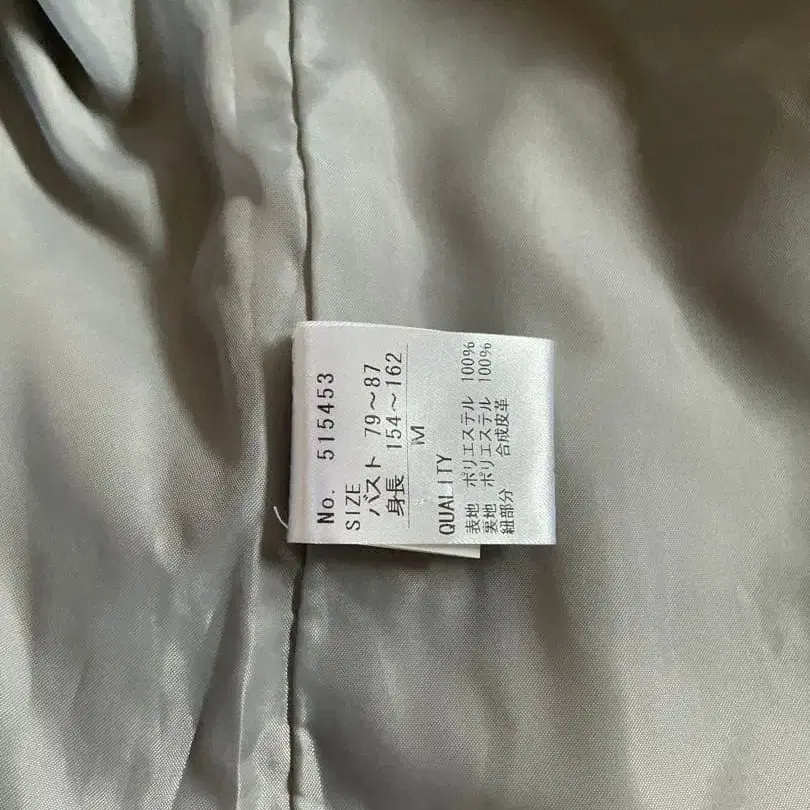 No. 515453
SIZE
バスト 79～87
身長 154～162
M
QUALITY
表地 ポリエステル 100%
裏地 ポリエステル 100%
紐部分 合成皮革